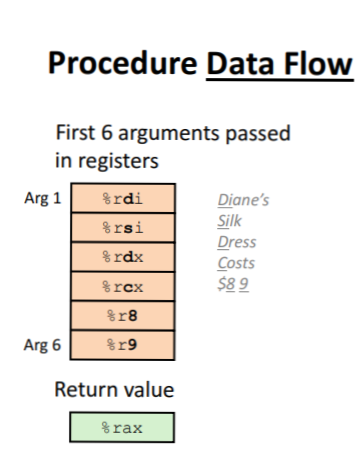 Procedure Data Flow
First 6 arguments passed
in registers
Arg 1
%rdi
%rsi
%rdx
%rcx
%r8
Arg 6
%r9
Diane's
Silk
Dress
Costs
$8 9
Return value
%rax